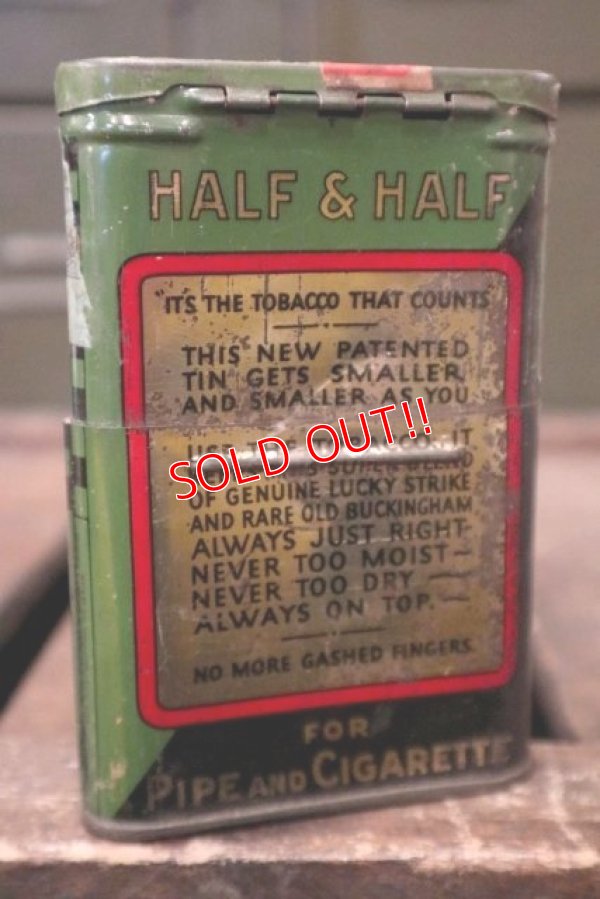 HALF & HALF
"IT'S THE TOBACCO THAT COUNTS"
THIS NEW PATENTED
TIN GETS SMALLER
AND SMALLER AS YOU
SOLD OUT!!
OF GENUINE LUCKY STRIKE
AND RARE OLD BUCKINGHAM
ALWAYS JUST RIGHT
NEVER TOO MOIST—
NEVER TOO DRY —
ALWAYS ON TOP. —
NO MORE GASHED FINGERS.
FOR
PIPE AND CIGARETTE